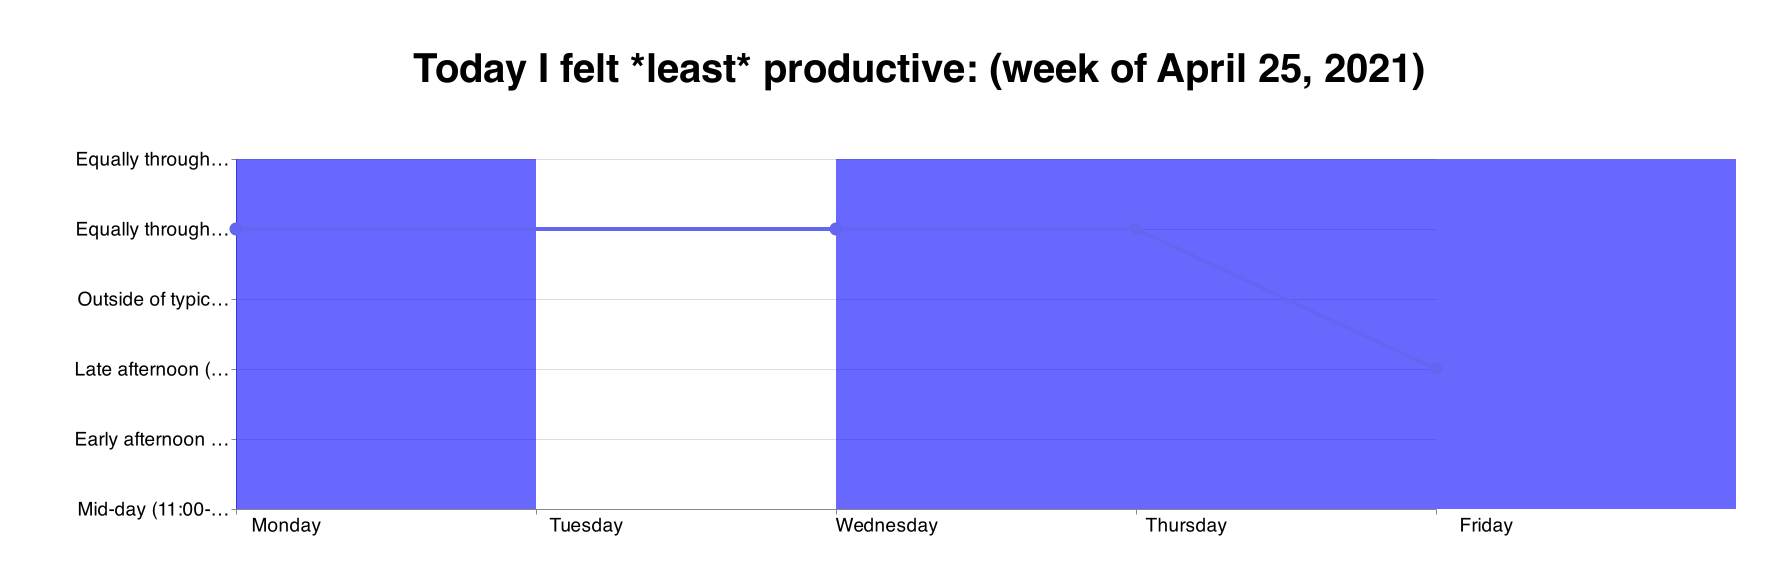 Today I felt *least* productive: (week of April 25, 2021)
Equally through…
Equally through…
Outside of typic…
Late afternoon (…
Early afternoon …
Mid-day (11:00-…
Monday Tuesday Wednesday Thursday Friday